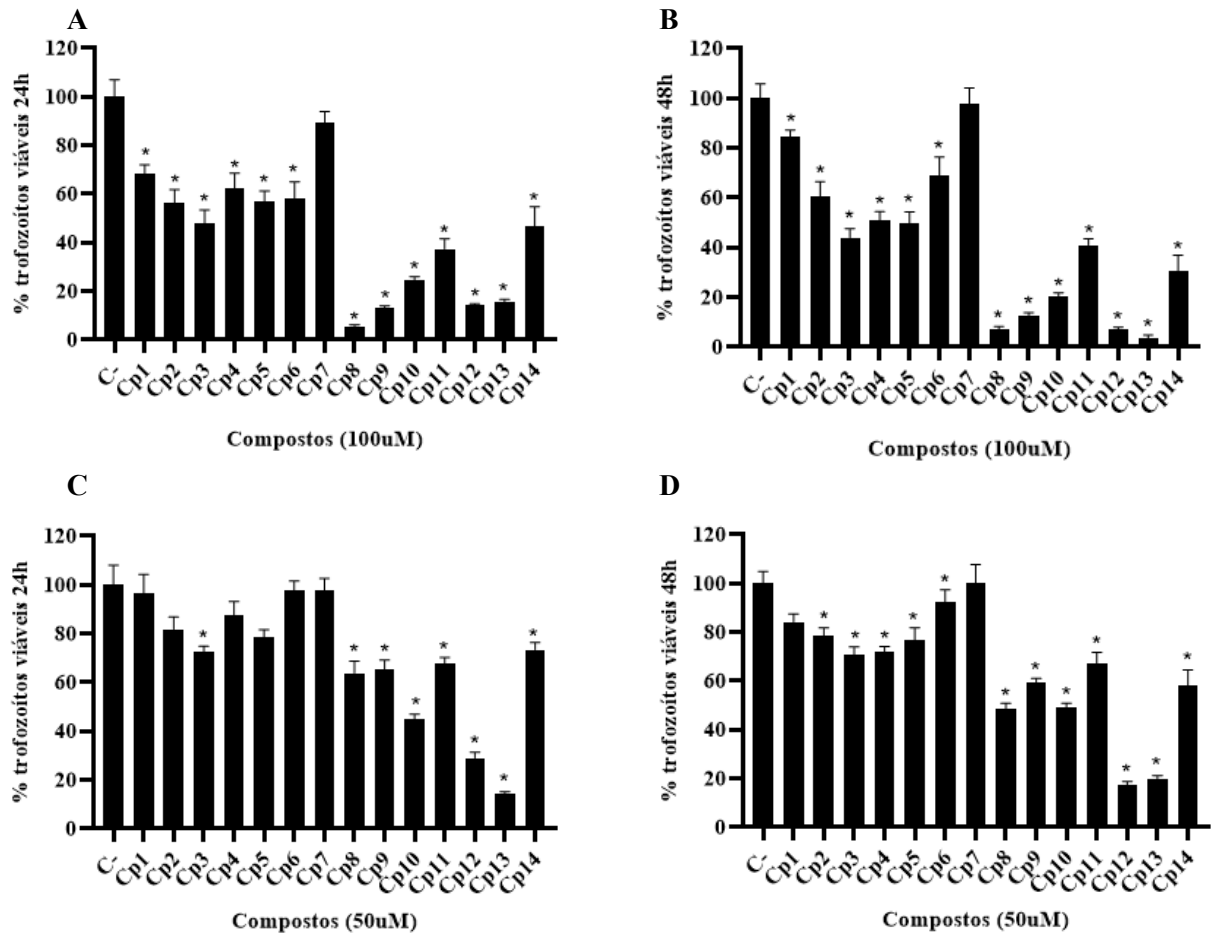 A
% trofozoítos viáveis 24h
120
100
80
60
40
20
0
* * * * * * * * * * * * *
C- Cp1 Cp2 Cp3 Cp4 Cp5 Cp6 Cp7 Cp8 Cp9 Cp10 Cp11 Cp12 Cp13 Cp14
Compostos (100uM)
B
% trofozoítos viáveis 48h
120
100
80
60
40
20
0
* * * * * * * * * * * * *
C- Cp1 Cp2 Cp3 Cp4 Cp5 Cp6 Cp7 Cp8 Cp9 Cp10 Cp11 Cp12 Cp13 Cp14
Compostos (100uM)
C
% trofozoítos viáveis 24h
120
100
80
60
40
20
0
* * * * * * * *
C- Cp1 Cp2 Cp3 Cp4 Cp5 Cp6 Cp7 Cp8 Cp9 Cp10 Cp11 Cp12 Cp13 Cp14
Compostos (50uM)
D
% trofozoítos viáveis 48h
120
100
80
60
40
20
0
* * * * * * * * * * * *
C- Cp1 Cp2 Cp3 Cp4 Cp5 Cp6 Cp7 Cp8 Cp9 Cp10 Cp11 Cp12 Cp13 Cp14
Compostos (50uM)